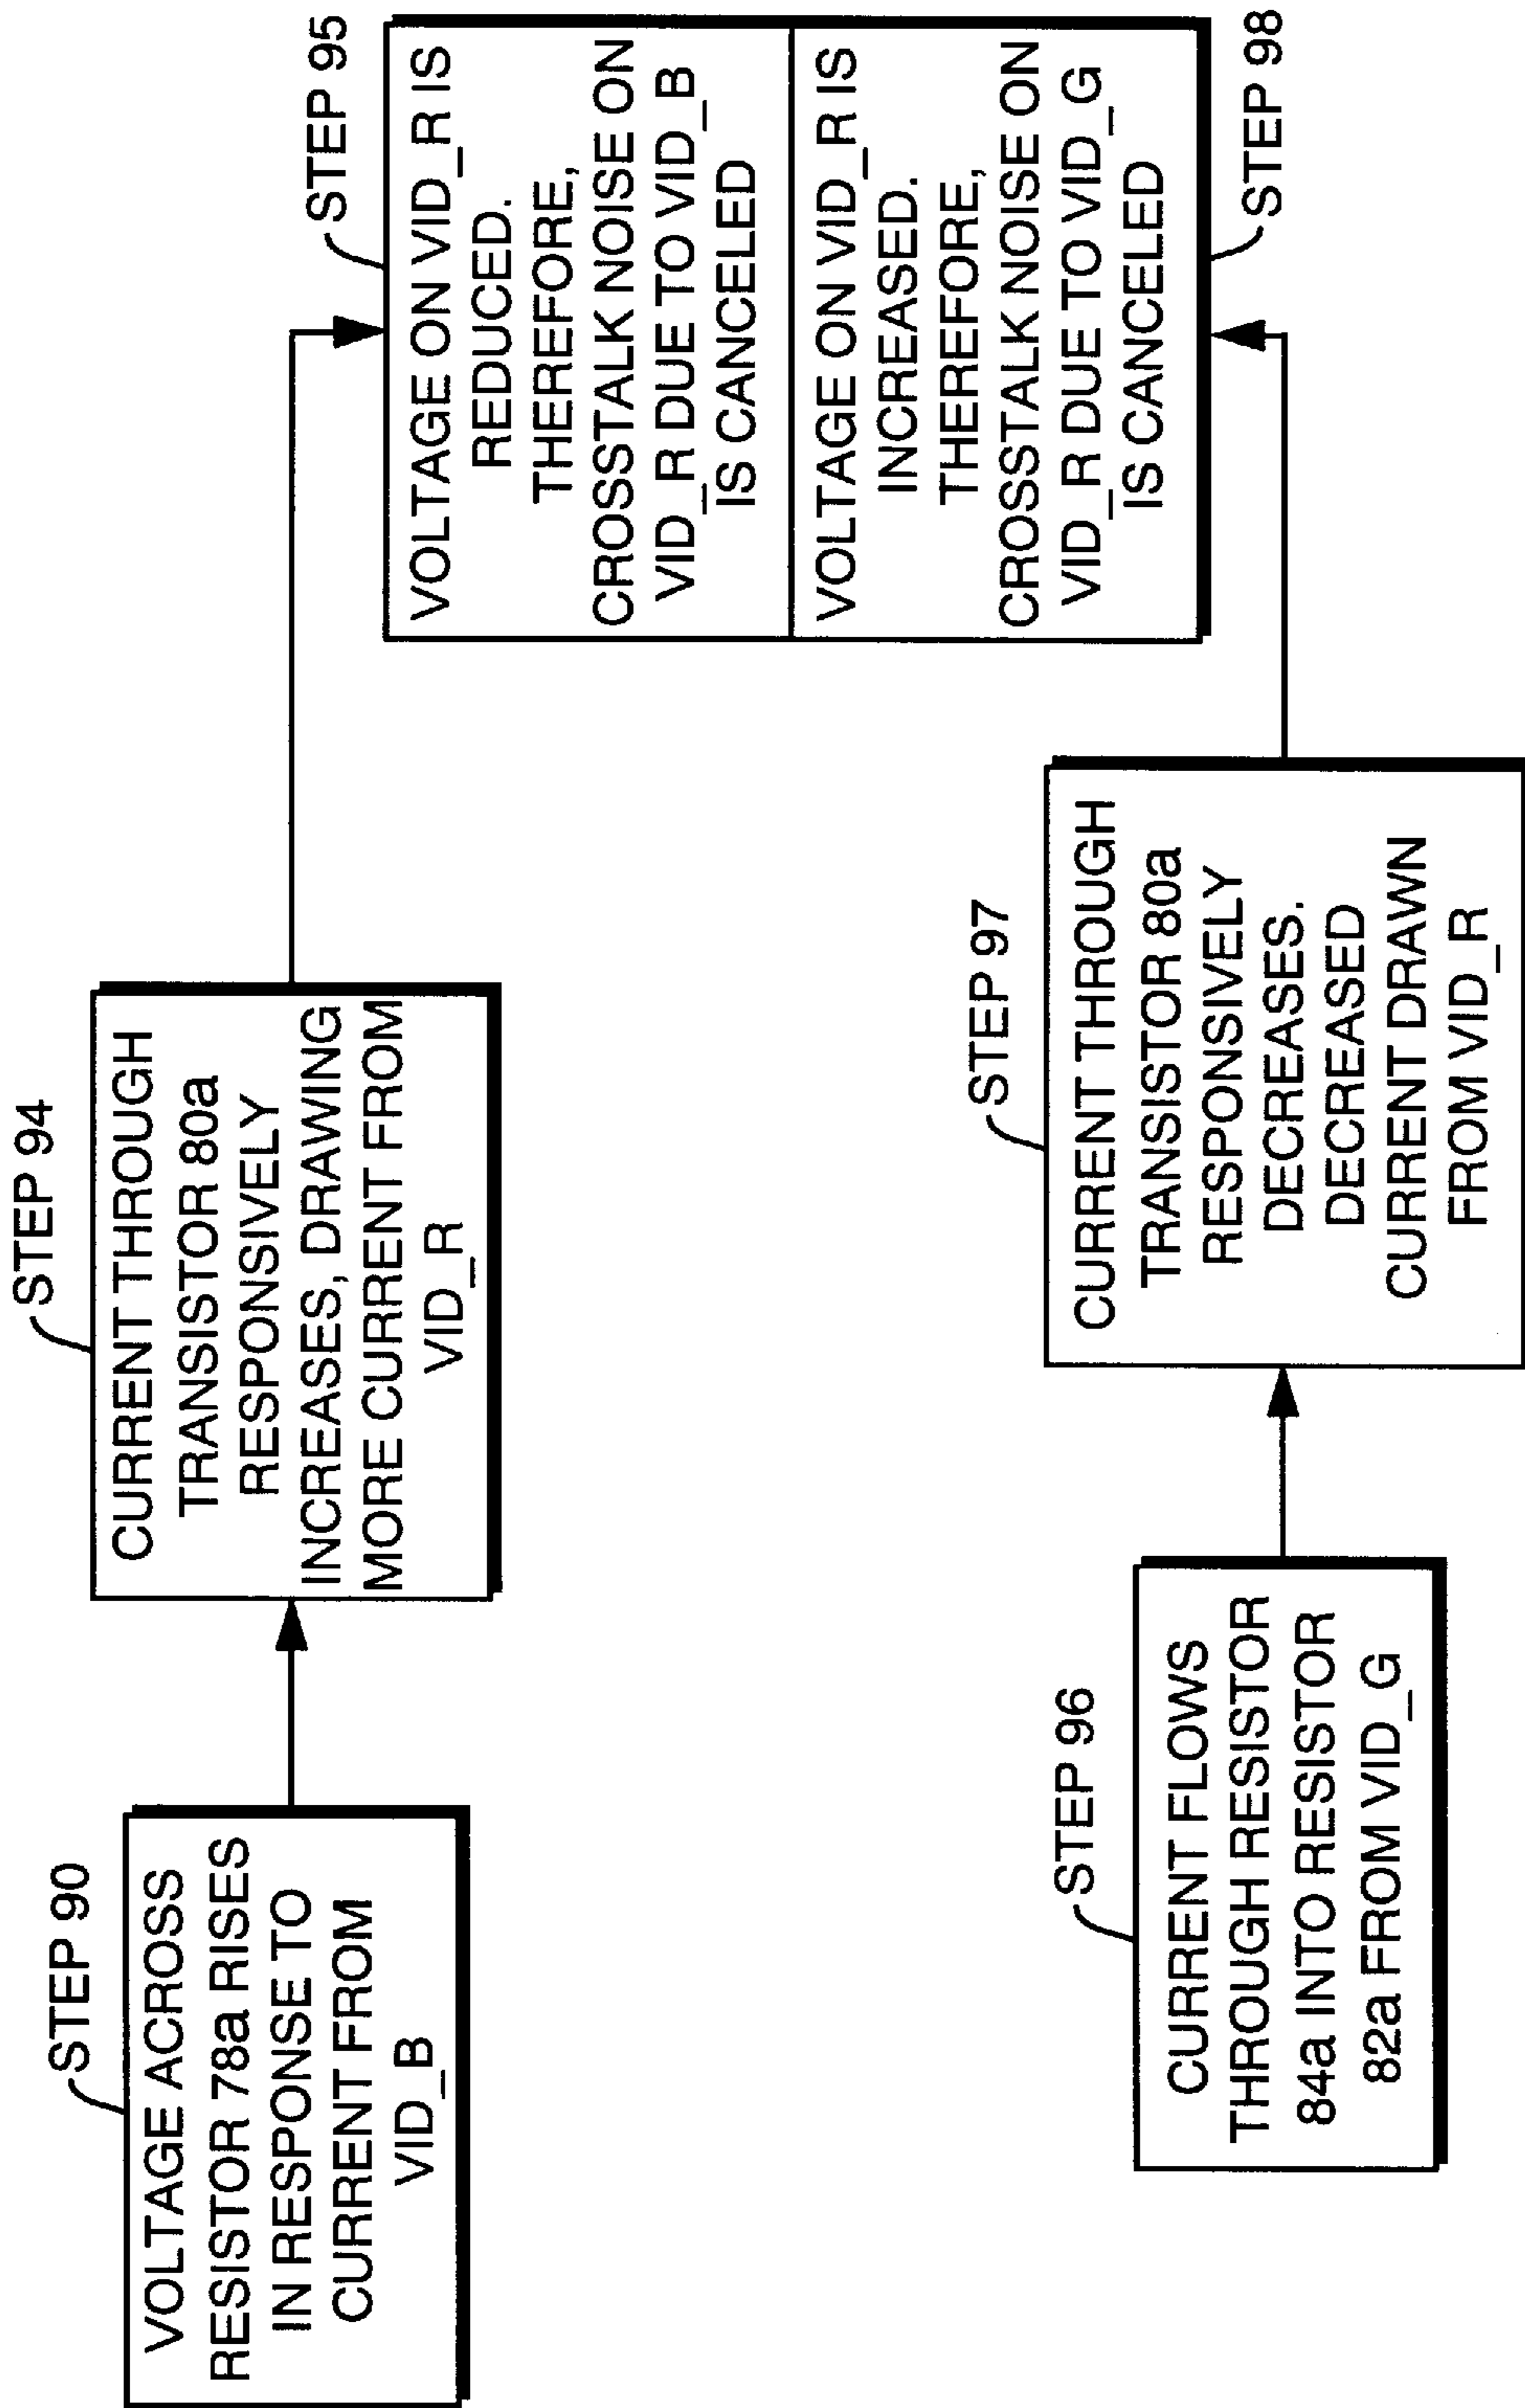 STEP 90
VOLTAGE ACROSS
RESISTOR 78a RISES
IN RESPONSE TO
CURRENT FROM
VID_B
STEP 94
CURRENT THROUGH
TRANSISTOR 80a
RESPONSIVELY
INCREASES, DRAWING
MORE CURRENT FROM
VID_R
STEP 95
VOLTAGE ON VID_R IS
REDUCED.
THEREFORE,
CROSSTALK NOISE ON
VID_R DUE TO VID_B
IS CANCELED
STEP 96
CURRENT FLOWS
THROUGH RESISTOR
84a INTO RESISTOR
82a FROM VID_G
STEP 97
CURRENT THROUGH
TRANSISTOR 80a
RESPONSIVELY
DECREASES.
DECREASED
CURRENT DRAWN
FROM VID_R
VOLTAGE ON VID_R IS
INCREASED.
THEREFORE,
CROSSTALK NOISE ON
VID_R DUE TO VID_G
IS CANCELED
STEP 98